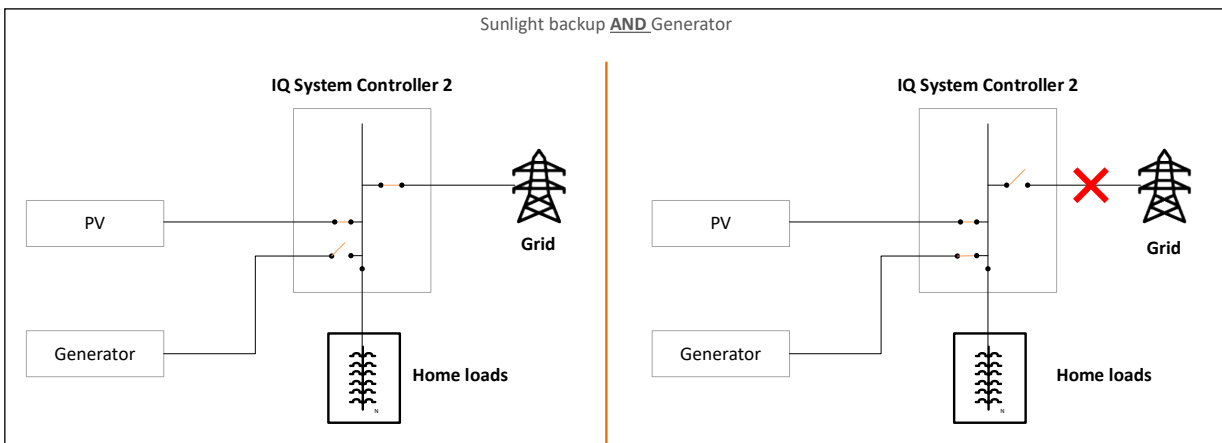 Sunlight backup AND Generator
IQ System Controller 2
PV
Generator
Grid
Home loads
N
IQ System Controller 2
PV
Generator
Grid
Home loads
N